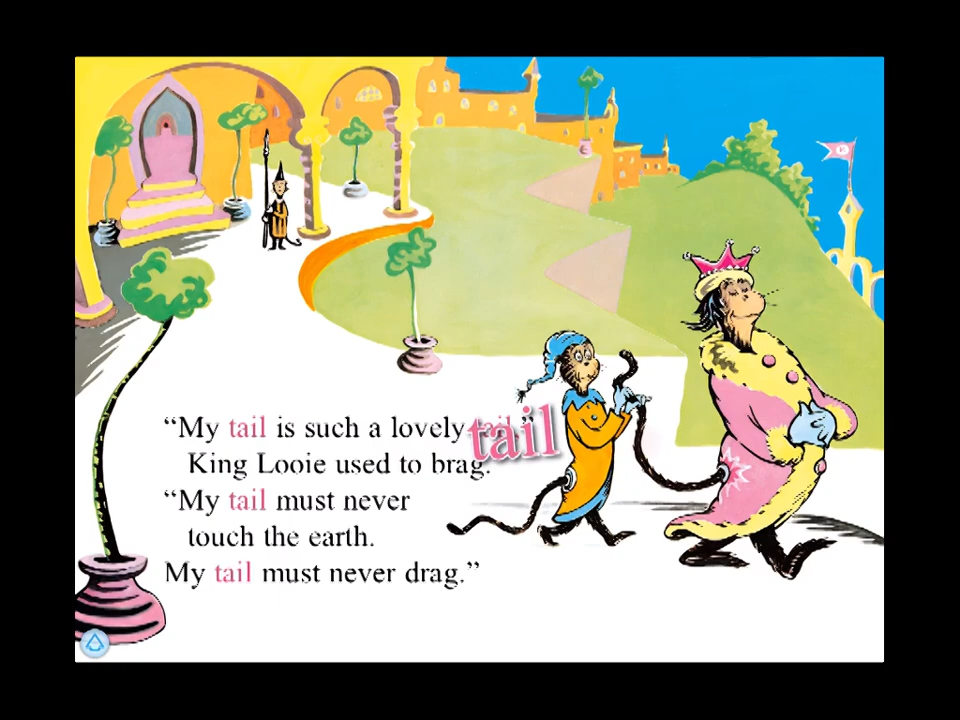 “My tail is such a lovely tail,”
King Looie used to brag.
“My tail must never
touch the earth.
My tail must never drag.”
tail